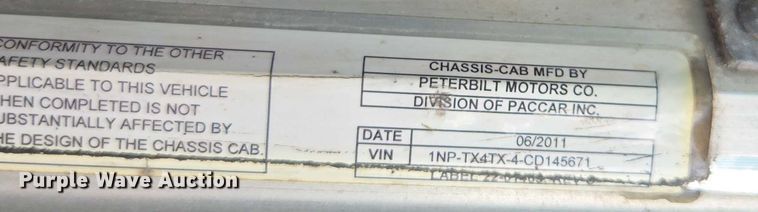 CONFORMITY TO THE OTHER
AFETY STANDARDS
PPLICABLE TO THIS VEHICLE
HEN COMPLETED IS NOT
UBSTANTIALLY AFFECTED BY
HE DESIGN OF THE CHASSIS CAB.
CHASSIS-CAB MFD BY
PETERBILT MOTORS CO.
DIVISION OF PACCAR INC.
DATE 06/2011
VIN 1NP-TX4TX-4-CD145671
LABEL
Purple Wave Auction